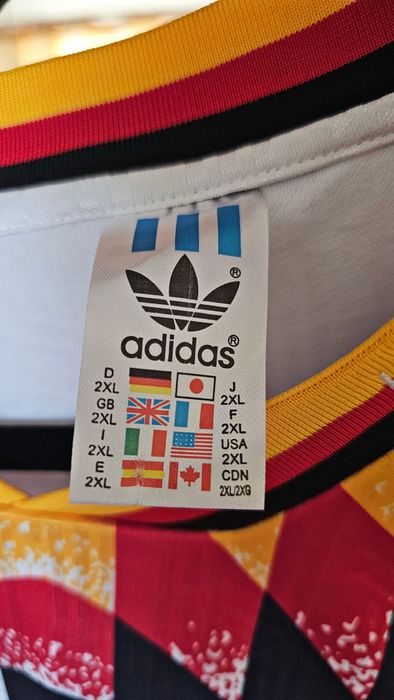 ®
adidas®
D
2XL
J
2XL
GB
2XL
F
2XL
I
2XL
USA
2XL
E
2XL
CDN
2XL/2XG